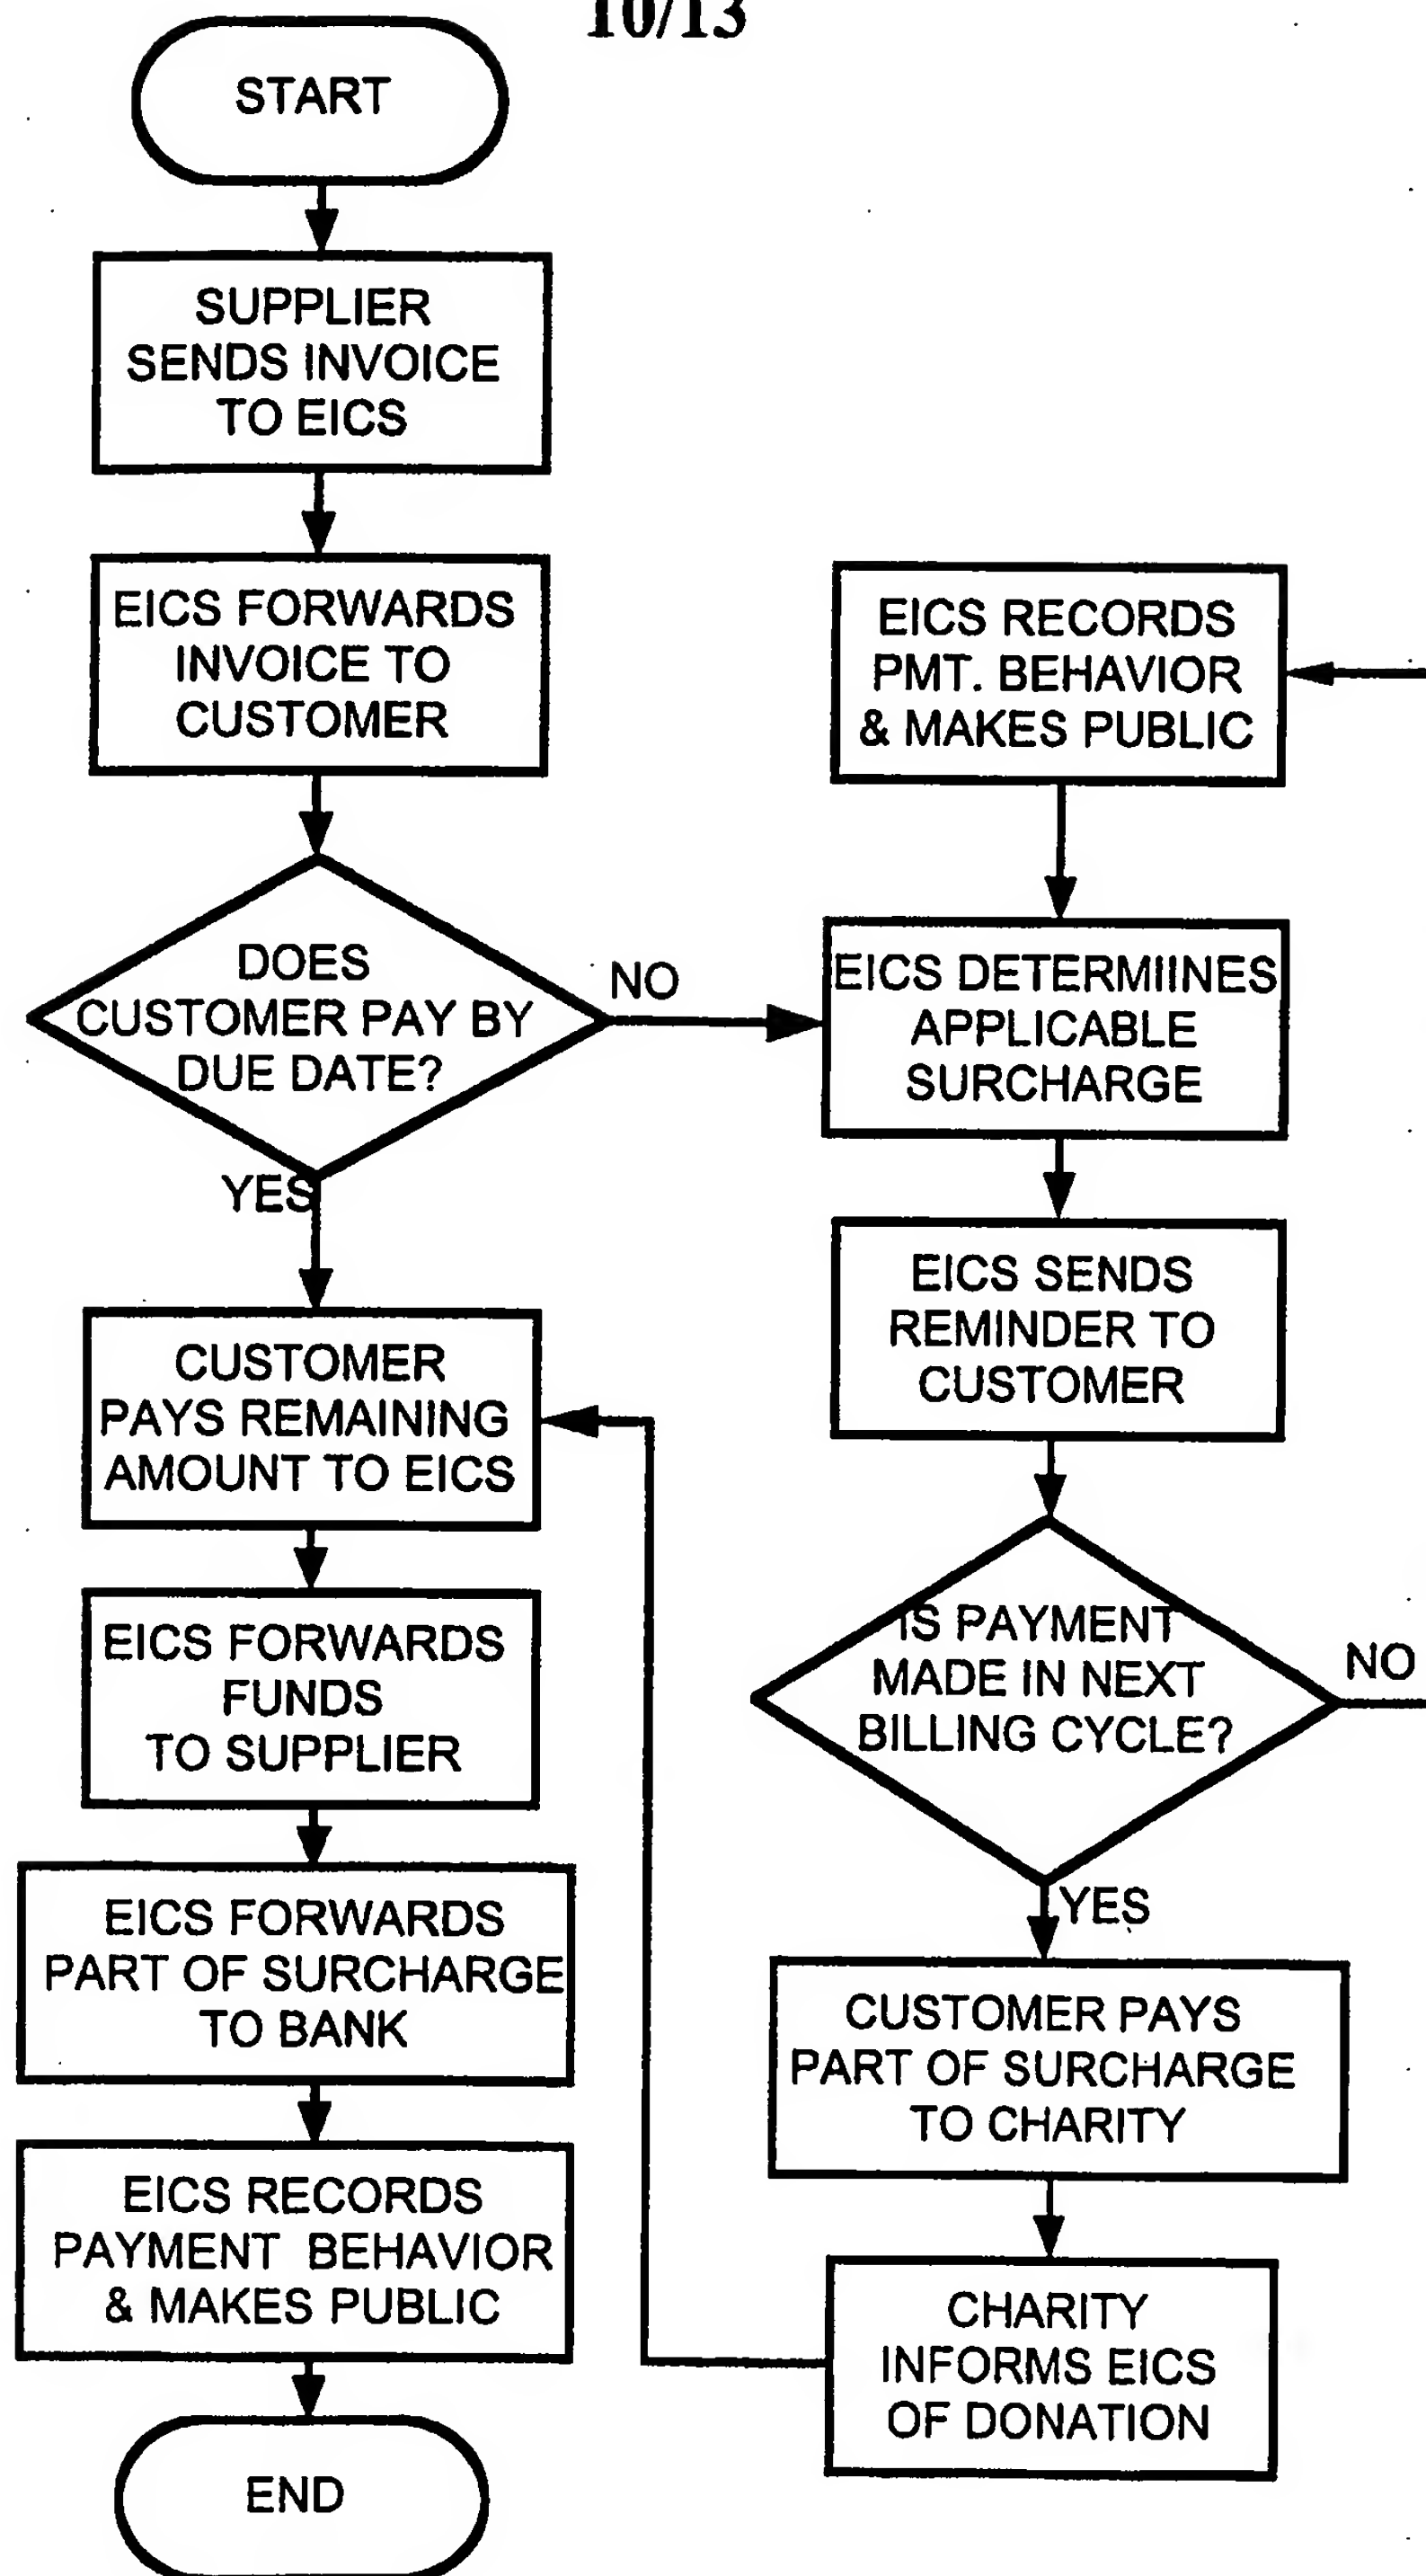 10/13
START
SUPPLIER
SENDS INVOICE
TO EICS
EICS FORWARDS
INVOICE TO
CUSTOMER
DOES
CUSTOMER PAY BY
DUE DATE?
NO
YES
CUSTOMER
PAYS REMAINING
AMOUNT TO EICS
EICS FORWARDS
FUNDS
TO SUPPLIER
EICS FORWARDS
PART OF SURCHARGE
TO BANK
EICS RECORDS
PAYMENT BEHAVIOR
& MAKES PUBLIC
END
EICS RECORDS
PMT. BEHAVIOR
& MAKES PUBLIC
EICS DETERMIINES
APPLICABLE
SURCHARGE
EICS SENDS
REMINDER TO
CUSTOMER
IS PAYMENT
MADE IN NEXT
BILLING CYCLE?
NO
YES
CUSTOMER PAYS
PART OF SURCHARGE
TO CHARITY
CHARITY
INFORMS EICS
OF DONATION